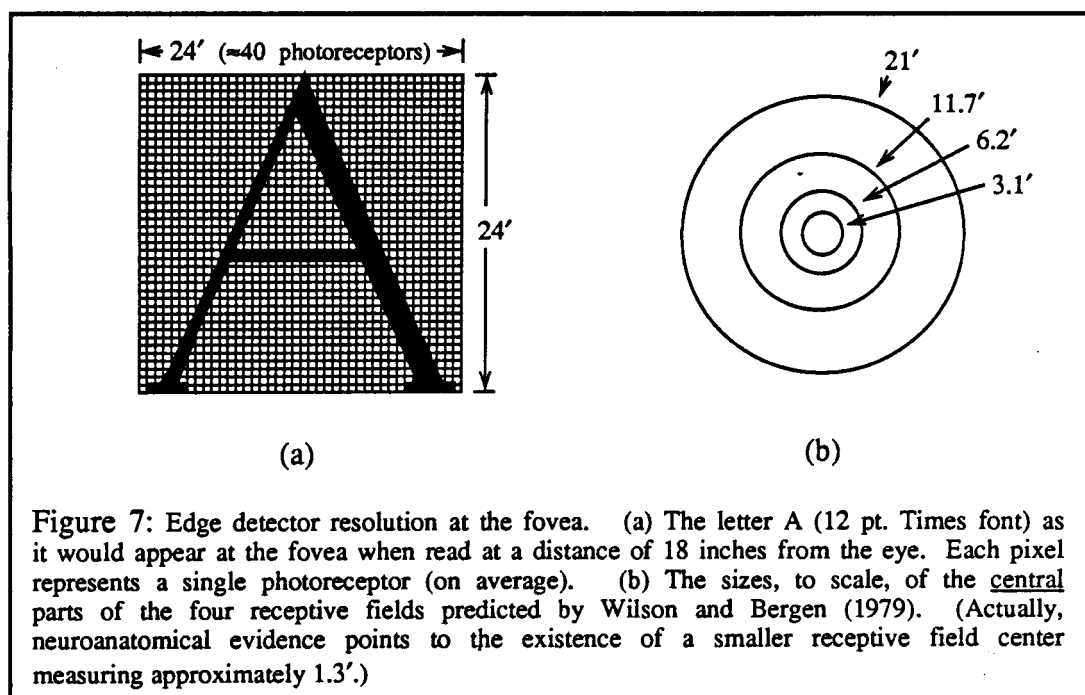 24′ (≈40 photoreceptors)
24′
(a)
21′
11.7′
6.2′
3.1′
(b)
Figure 7: Edge detector resolution at the fovea. (a) The letter A (12 pt. Times font) as
it would appear at the fovea when read at a distance of 18 inches from the eye. Each pixel
represents a single photoreceptor (on average). (b) The sizes, to scale, of the central
parts of the four receptive fields predicted by Wilson and Bergen (1979). (Actually,
neuroanatomical evidence points to the existence of a smaller receptive field center
measuring approximately 1.3′.)